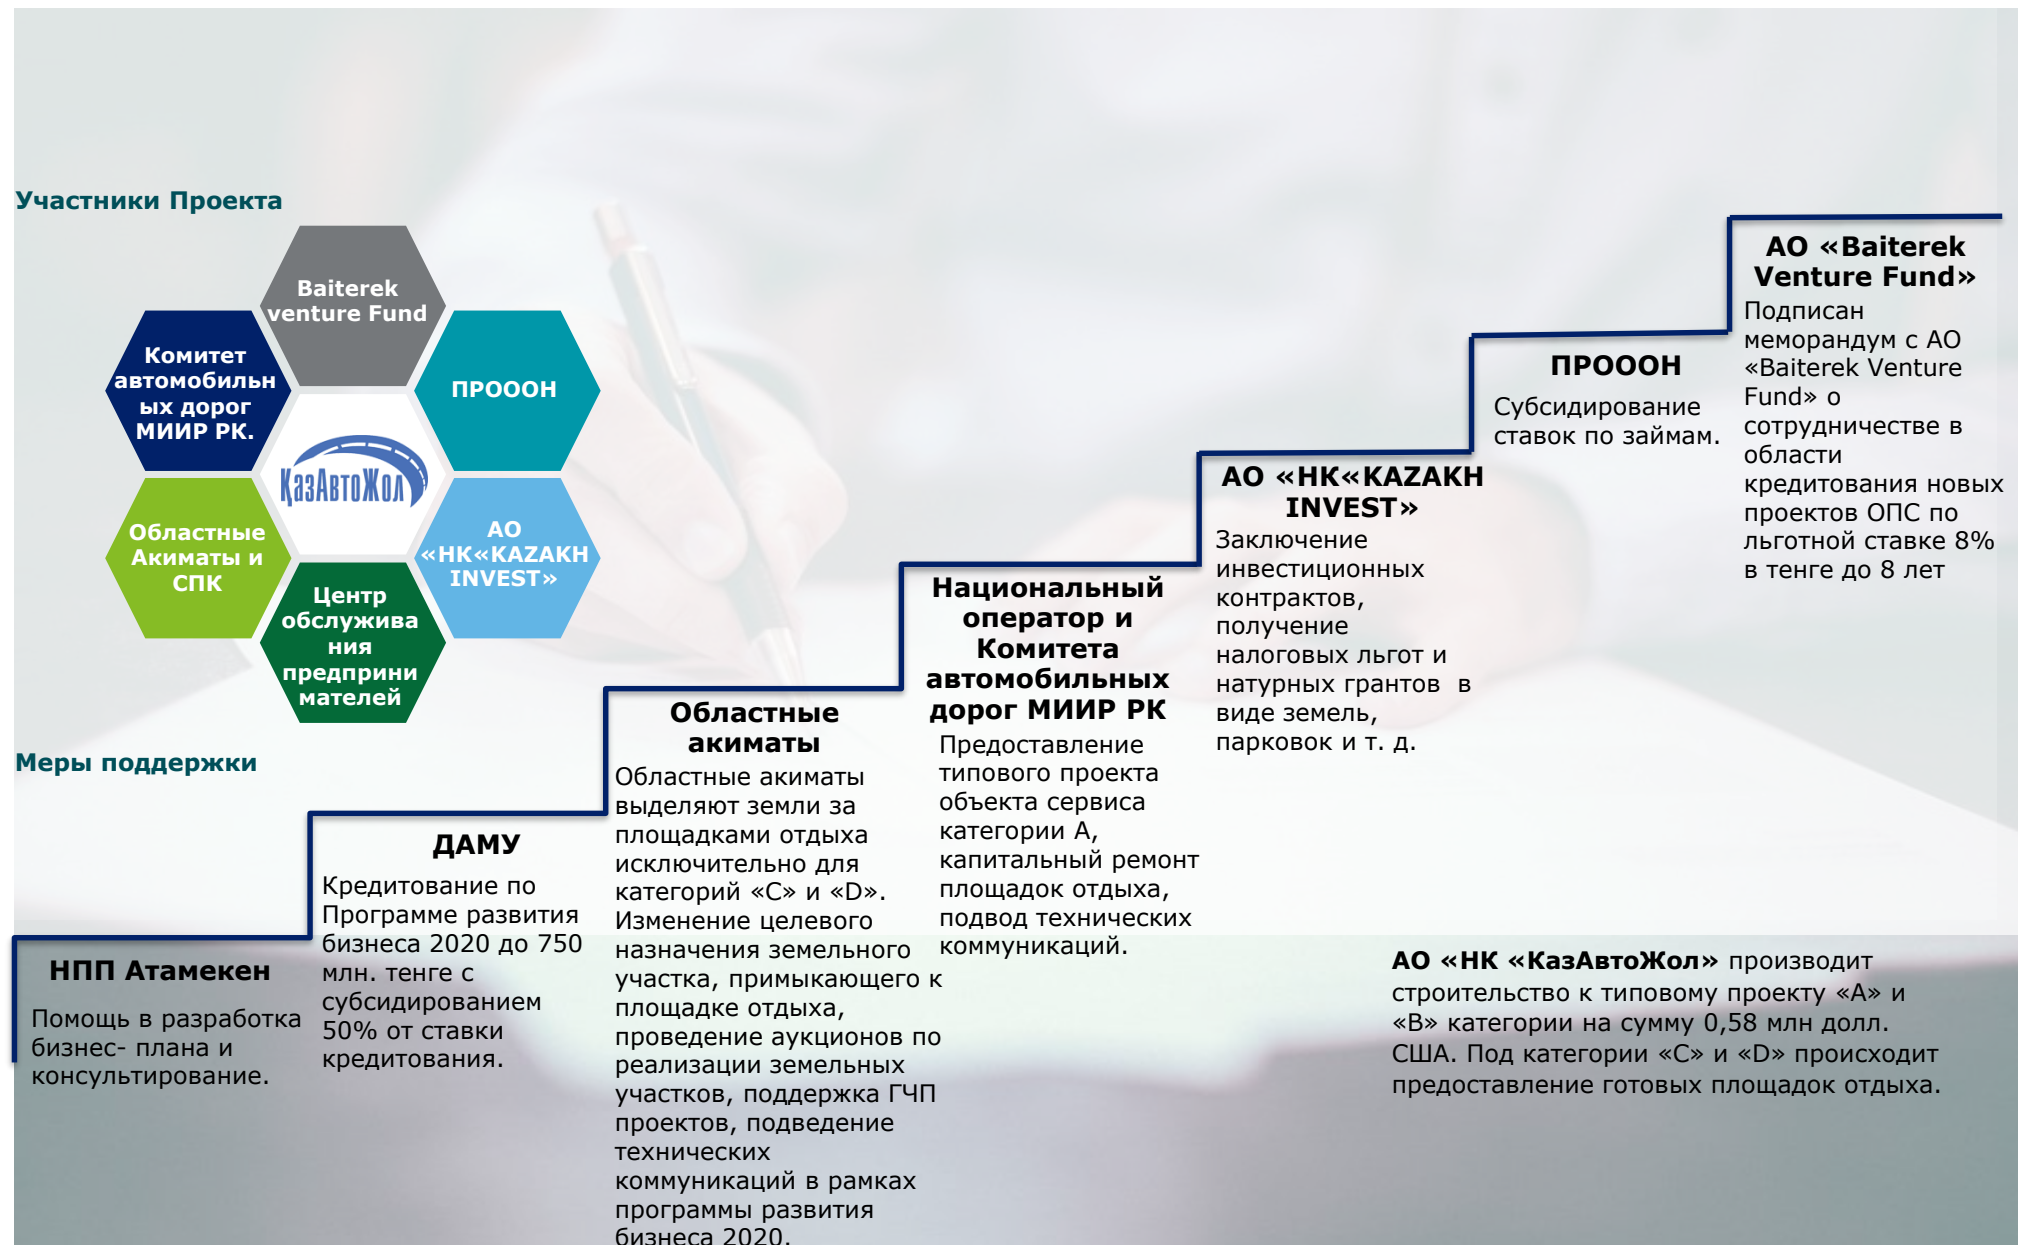 Участники Проекта
Baiterek
venture Fund
Комитет
автомобильн
ых дорог
МИИР РК.
ПРОООН
ҚазАвтоЖол
Областные
Акиматы и
СПК
АО
«НК«KAZAKH
INVEST»
Центр
обслужива
ния
предприни
мателей
Меры поддержки
НПП Атамекен
Помощь в разработка
бизнес- плана и
консультирование.
ДАМУ
Кредитование по
Программе развития
бизнеса 2020 до 750
млн. тенге с
субсидированием
50% от ставки
кредитования.
Областные
акиматы
Областные акиматы
выделяют земли за
площадками отдыха
исключительно для
категорий «C» и «D».
Изменение целевого
назначения земельного
участка, примыкающего к
площадке отдыха,
проведение аукционов по
реализации земельных
участков, поддержка ГЧП
проектов, подведение
технических
коммуникаций в рамках
программы развития
бизнеса 2020.
Национального
оператор и
Комитета
автомобильных
дорог МИИР РК
Предоставление
типового проекта
объекта сервиса
категории А,
капитальный ремонт
площадок отдыха,
подвод технических
коммуникаций.
АО «НК«KAZAKH
INVEST»
Заключение
инвестиционных
контрактов,
получение
налоговых льгот и
натурных грантов  в
виде земель,
парковок и т. д.
ПРОООН
Субсидирование
ставок по займам.
АО «Baiterek
Venture Fund»
Подписан
меморандум с АО
«Baiterek Venture
Fund» о
сотрудничестве в
области
кредитования новых
проектов ОПС по
льготной ставке 8%
в тенге до 8 лет
АО «НК «КазАвтоЖол» производит
строительство к типовому проекту «А» и
«В» категории на сумму 0,58 млн долл.
США. Под категории «C» и «D» происходит
предоставление готовых площадок отдыха.